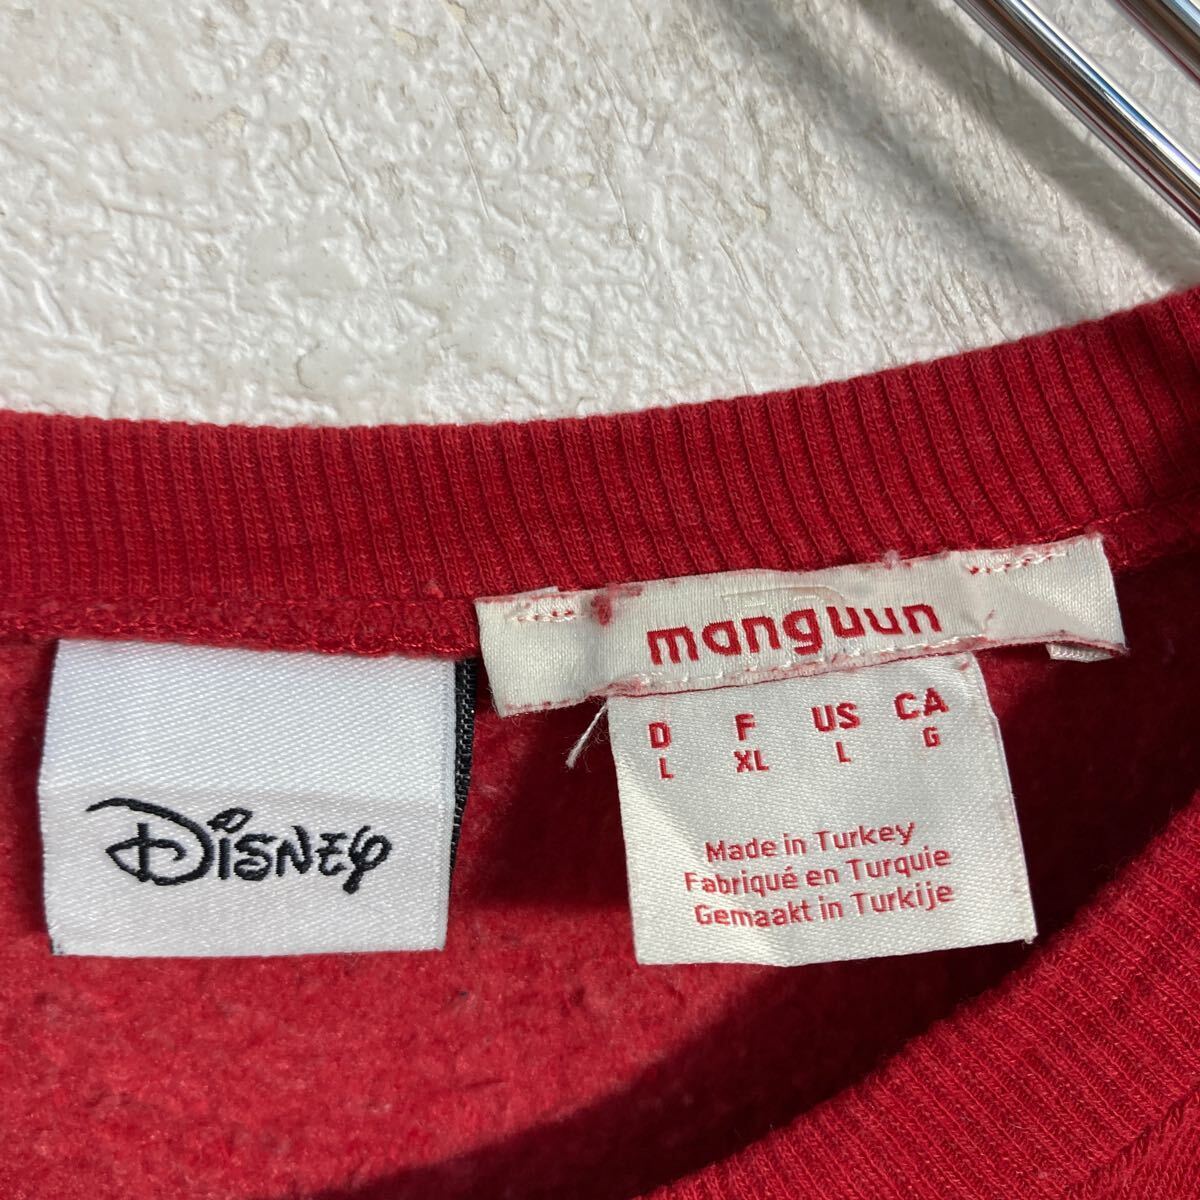 Disney
manguun
D F US CA
L XL L G
Made in Turkey
Fabriqué en Turquie
Gemaakt in Turkije